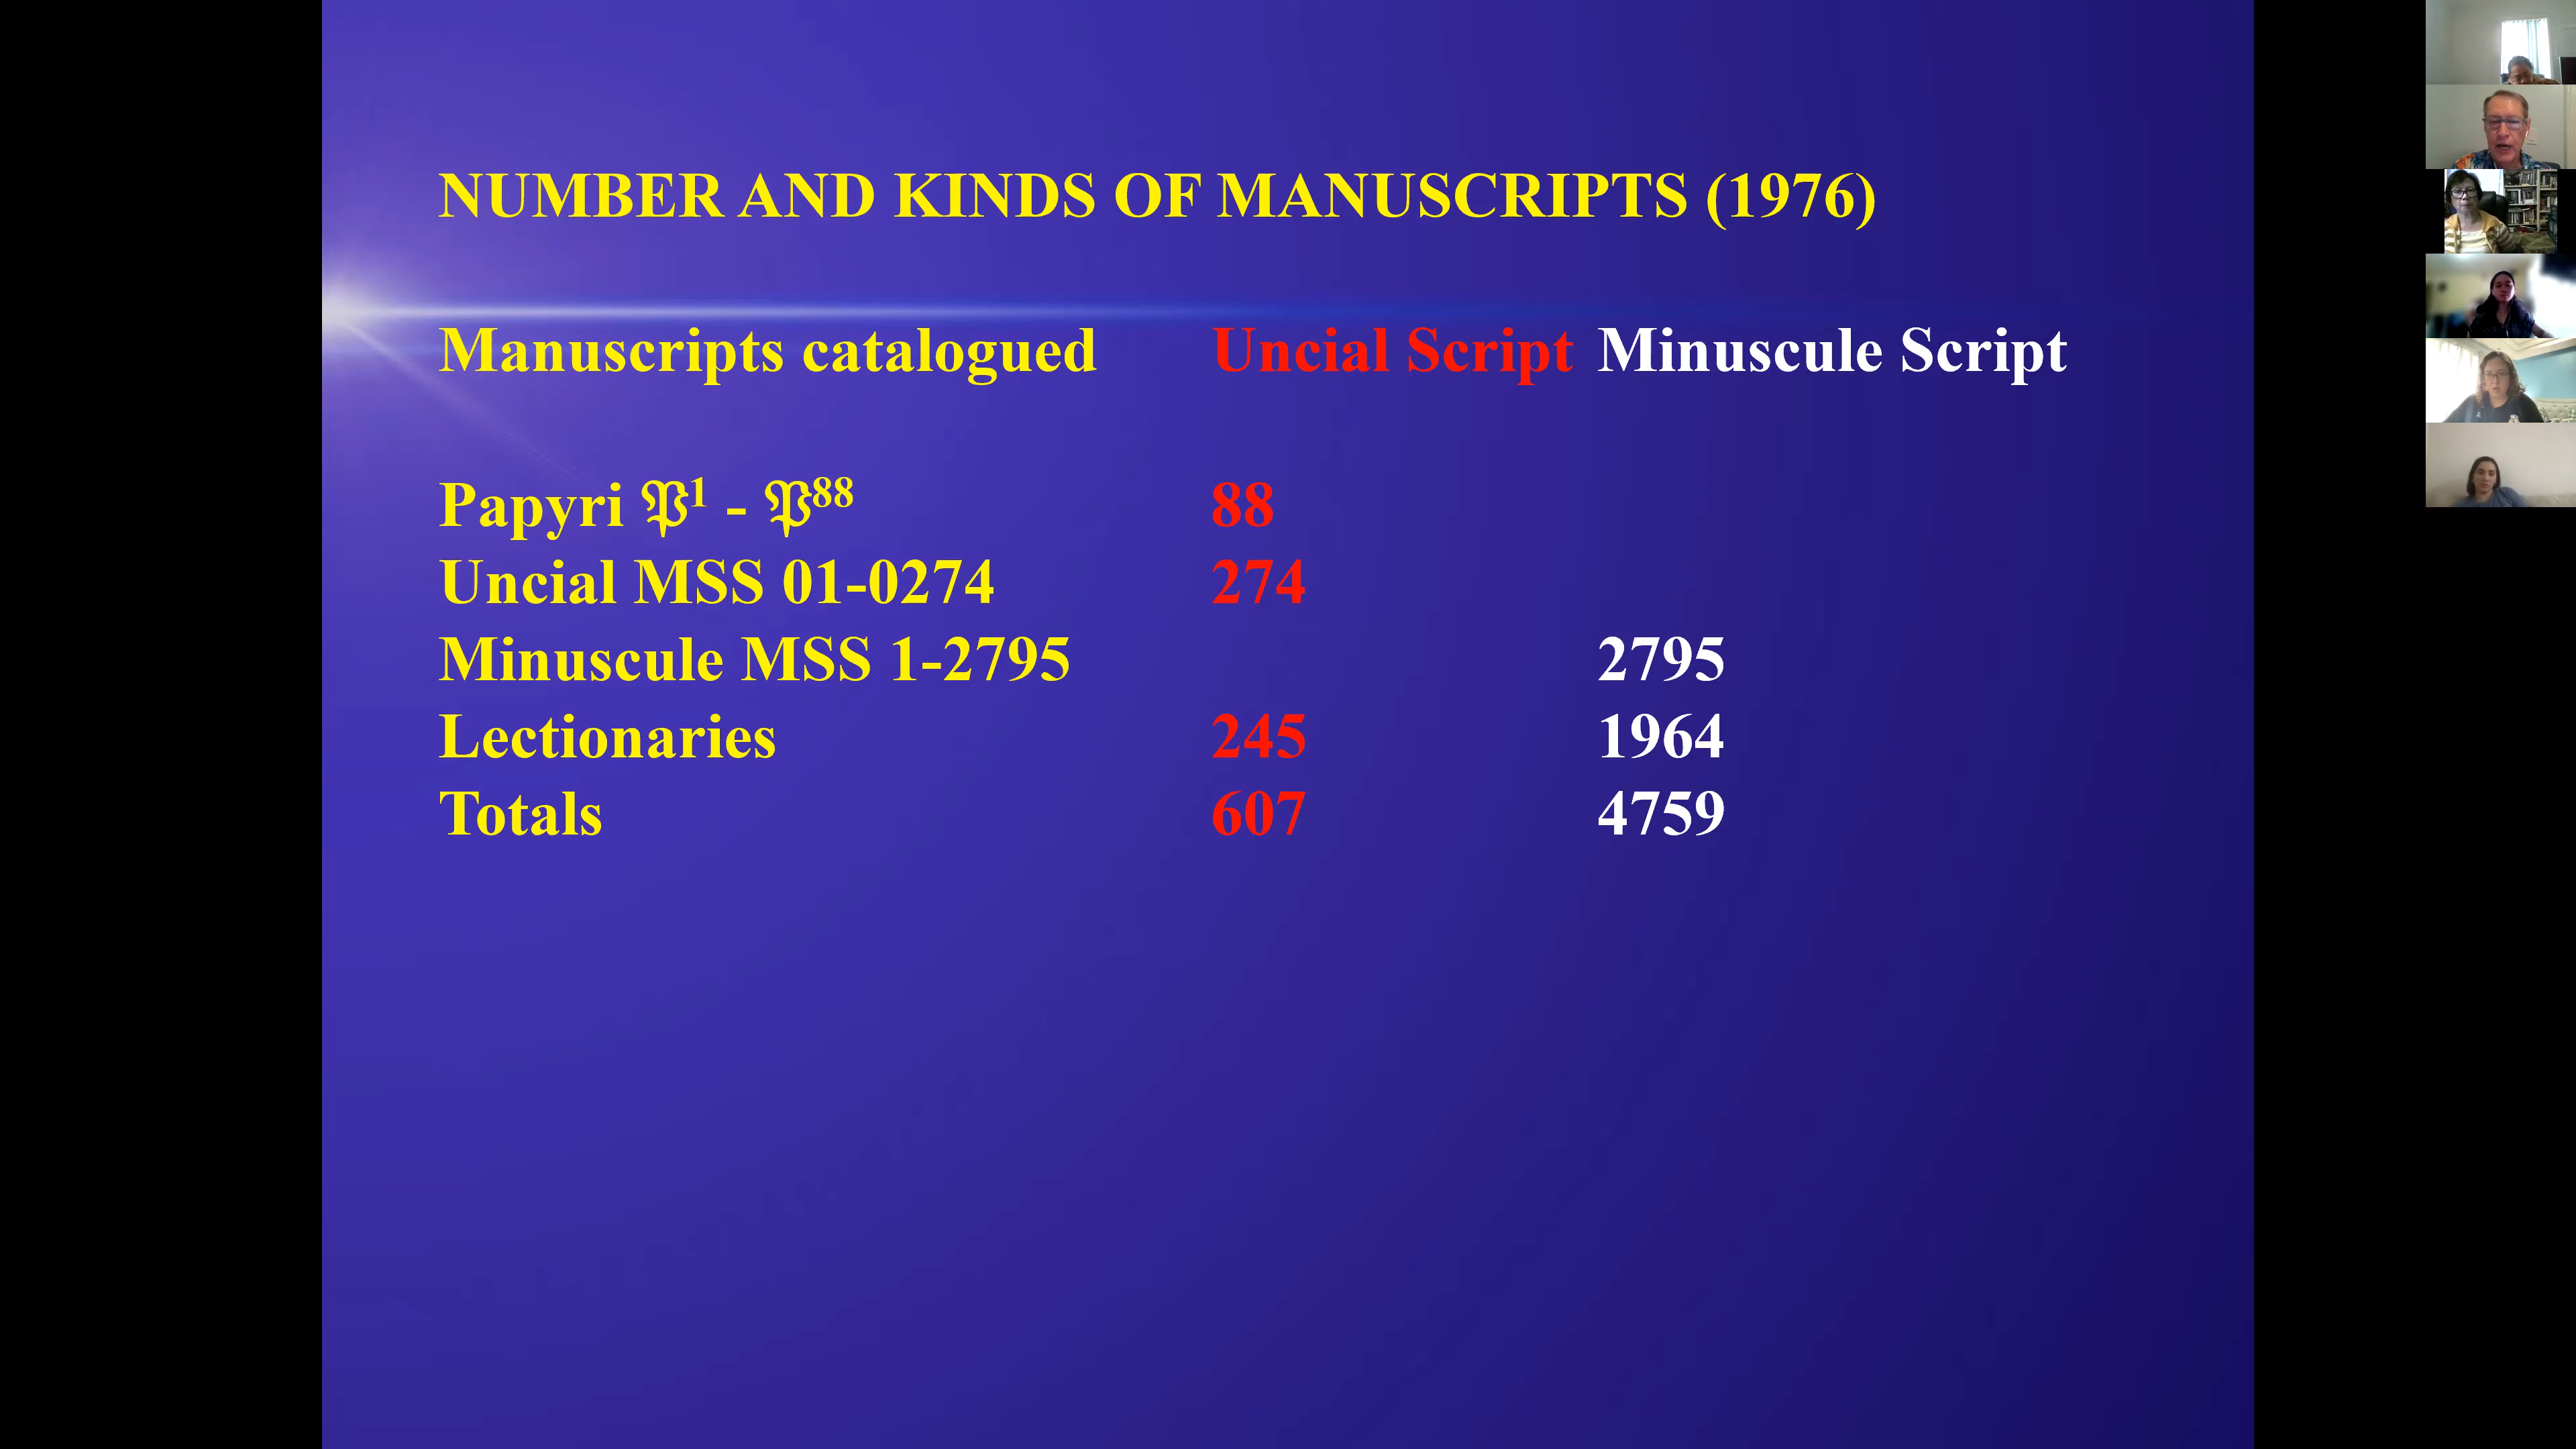 NUMBER AND KINDS OF MANUSCRIPTS (1976)
Manuscripts catalogued Uncial Script Minuscule Script
Papyri 𝔓¹ - 𝔓⁸⁸ 88
Uncial MSS 01-0274 274
Minuscule MSS 1-2795 2795
Lectionaries 245 1964
Totals 607 4759